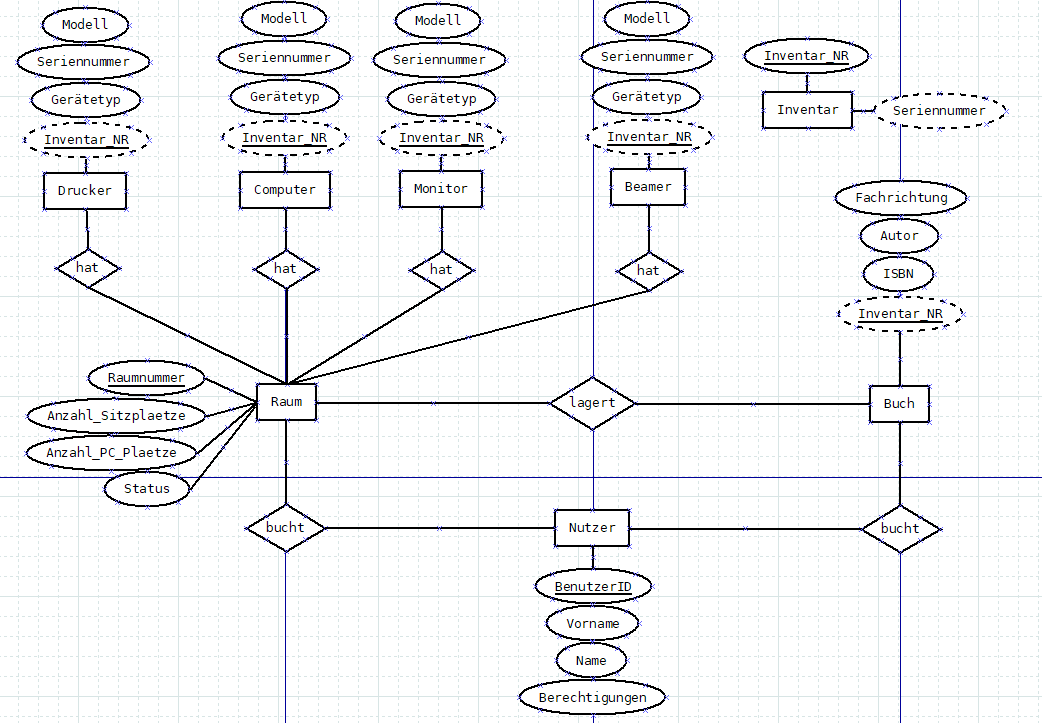 Modell
Seriennummer
Gerätetyp
Inventar_NR
Drucker
hat
Modell
Seriennummer
Gerätetyp
Inventar_NR
Computer
hat
Modell
Seriennummer
Gerätetyp
Inventar_NR
Monitor
hat
Modell
Seriennummer
Gerätetyp
Inventar_NR
Beamer
hat
Inventar_NR
Inventar
Seriennummer
Fachrichtung
Autor
ISBN
Inventar_NR
Buch
Raumnummer
Anzahl_Sitzplaetze
Anzahl_PC_Plaetze
Status
Raum
lagert
bucht
Nutzer
bucht
BenutzerID
Vorname
Name
Berechtigungen